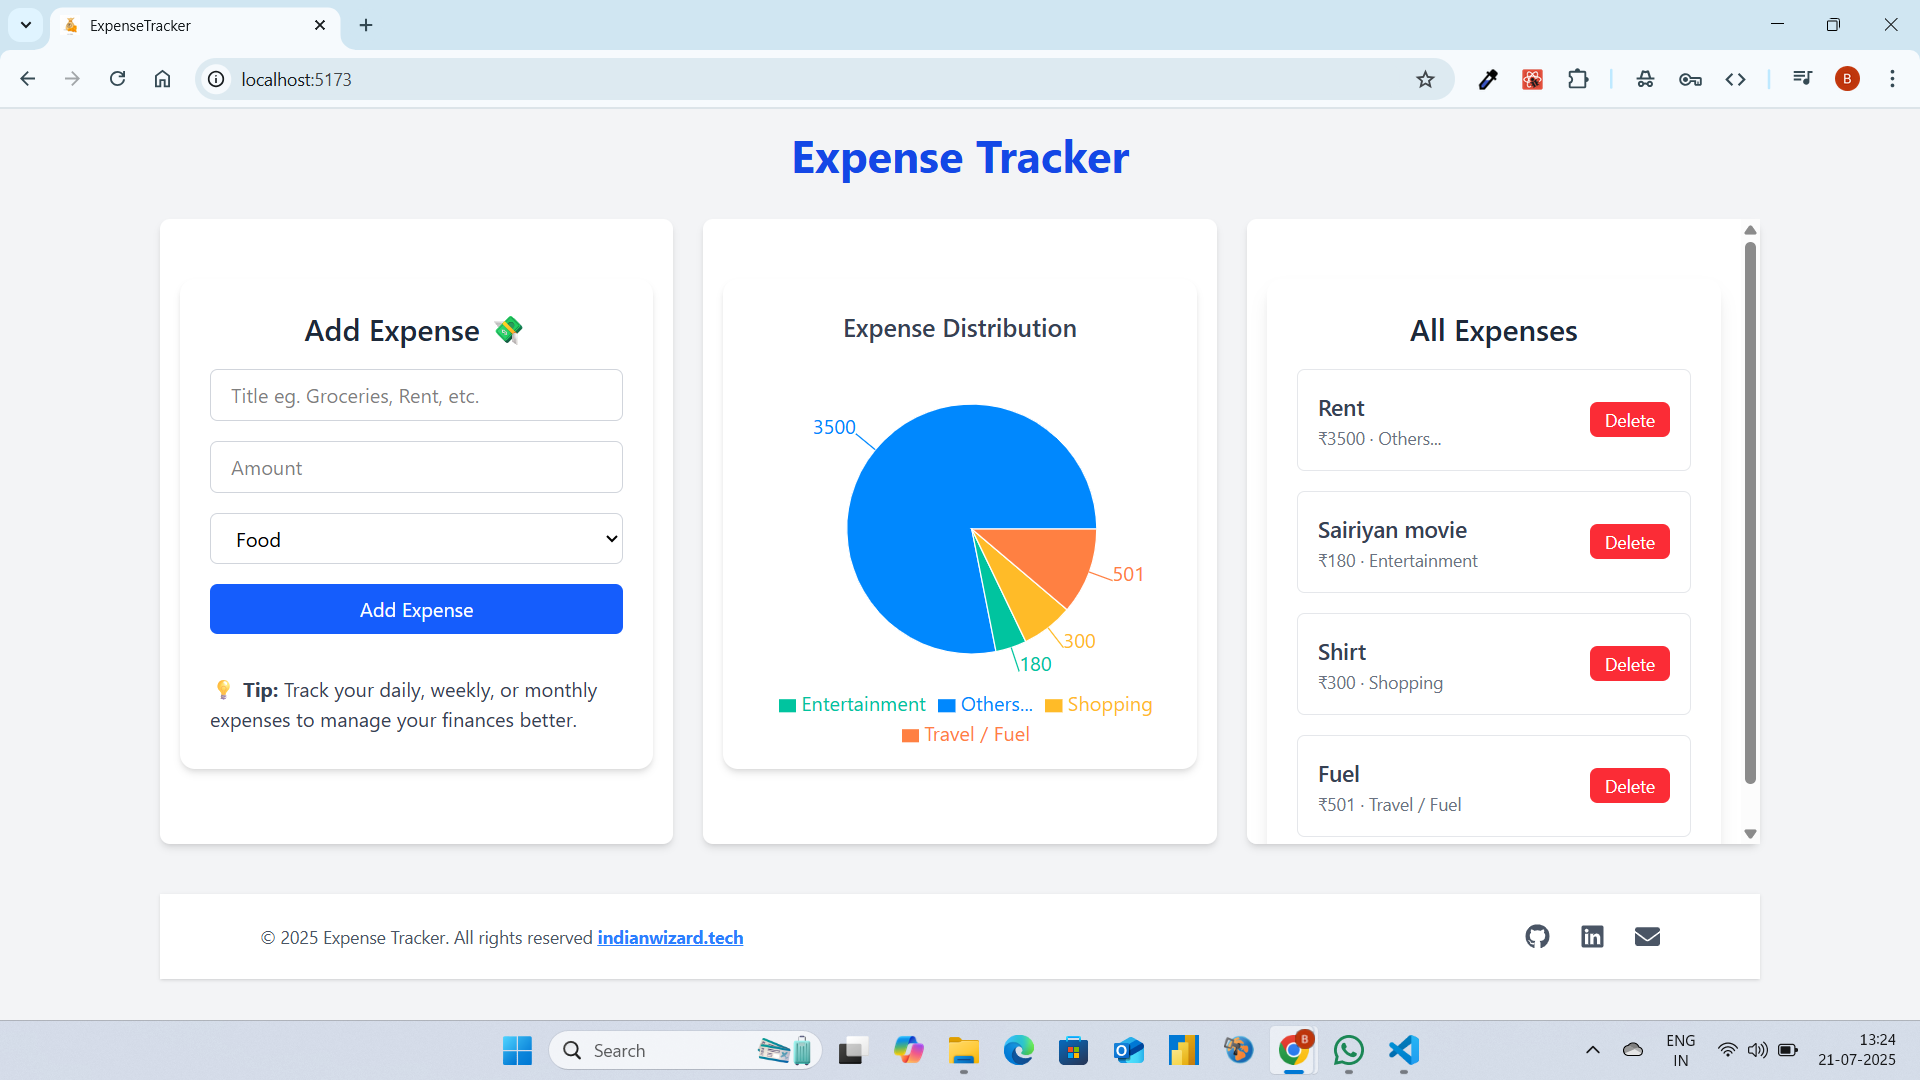 ExpenseTracker
localhost:5173
B
Expense Tracker
Add Expense 💸
Title eg. Groceries, Rent, etc.
Amount
Food
Add Expense
💡 Tip: Track your daily, weekly, or monthly
expenses to manage your finances better.
Expense Distribution
3500
501
300
180
Entertainment Others... Shopping
Travel / Fuel
All Expenses
Rent
₹3500 · Others...
Delete
Sairiyan movie
₹180 · Entertainment
Delete
Shirt
₹300 · Shopping
Delete
Fuel
₹501 · Travel / Fuel
Delete
© 2025 Expense Tracker. All rights reserved indianwizard.tech
in
Search
B
ENG
IN
13:24
21-07-2025